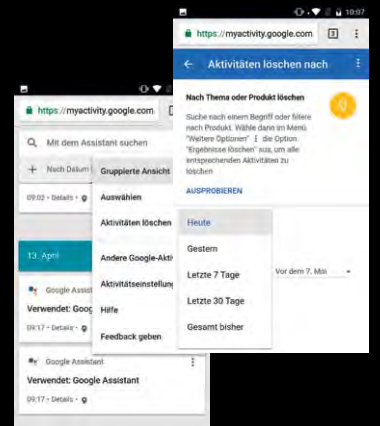 10:07
https://myactivity.google.com
3
Aktivitäten löschen nach
Nach Thema oder Produkt löschen
Suche nach einem Begriff oder filtere
nach Produkt. Wähle dann im Menü
"Weitere Optionen" ⋮ die Option
"Ergebnisse löschen" aus, um alle
entsprechenden Aktivitäten zu
löschen
AUSPROBIEREN
Heute
Gestern
Letzte 7 Tage
Vor dem 7. Mai
Letzte 30 Tage
Gesamt bisher
https://myactivity.google.com
Mit dem Assistant suchen
Nach Datum
Gruppierte Ansicht
09:02 • Details •
Auswählen
Aktivitäten löschen
13. April
Andere Google-Akti
Google Assist
Aktivitätseinstellun
Verwendet: Goog
Hilfe
09:17 • Details •
Feedback geben
Google Assistant
Verwendet: Google Assistant
09:17 • Details •